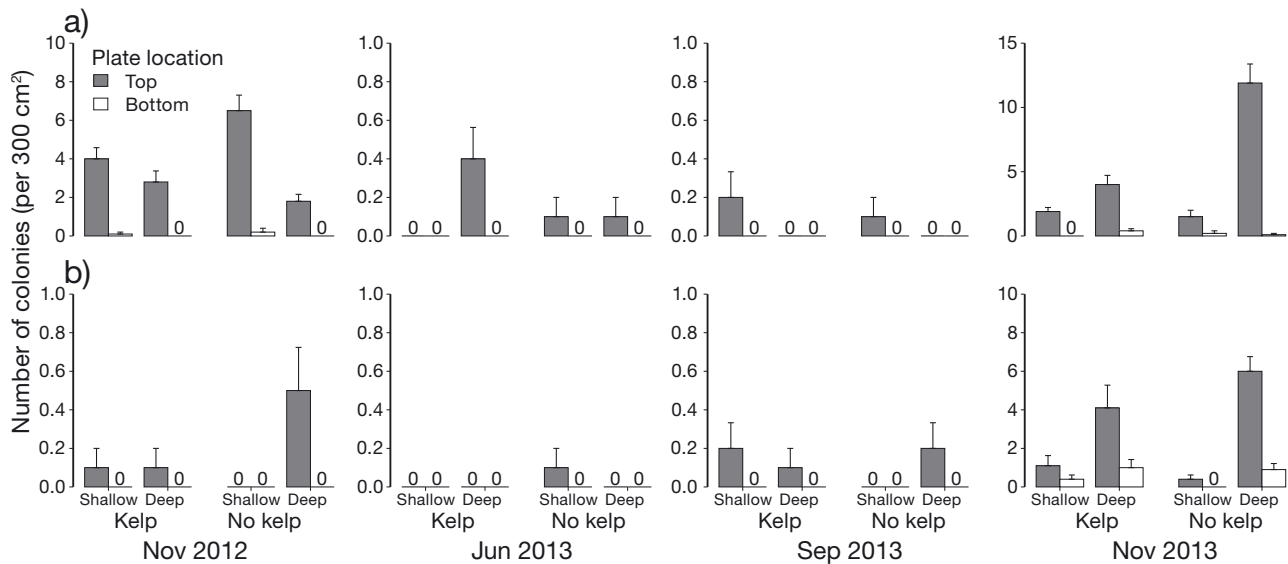 a)
Number of colonies (per 300 cm²)
Plate location
Top
Bottom
10
8
6
4
2
0
0 0
1.0
0.8
0.6
0.4
0.2
0.0
0 0 0 0 0
1.0
0.8
0.6
0.4
0.2
0.0
0 0 0 0 0 0
15
10
5
0
0
b)
1.0
0.8
0.6
0.4
0.2
0.0
0 0 0 0 0
1.0
0.8
0.6
0.4
0.2
0.0
0 0 0 0 0 0 0
1.0
0.8
0.6
0.4
0.2
0.0
0 0 0 0 0
10
8
6
4
2
0
0
Shallow Deep Shallow Deep
Kelp No kelp
Nov 2012
Shallow Deep Shallow Deep
Kelp No kelp
Jun 2013
Shallow Deep Shallow Deep
Kelp No kelp
Sep 2013
Shallow Deep Shallow Deep
Kelp No kelp
Nov 2013